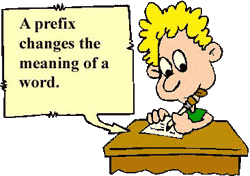 A prefix
changes the
meaning of a
word.